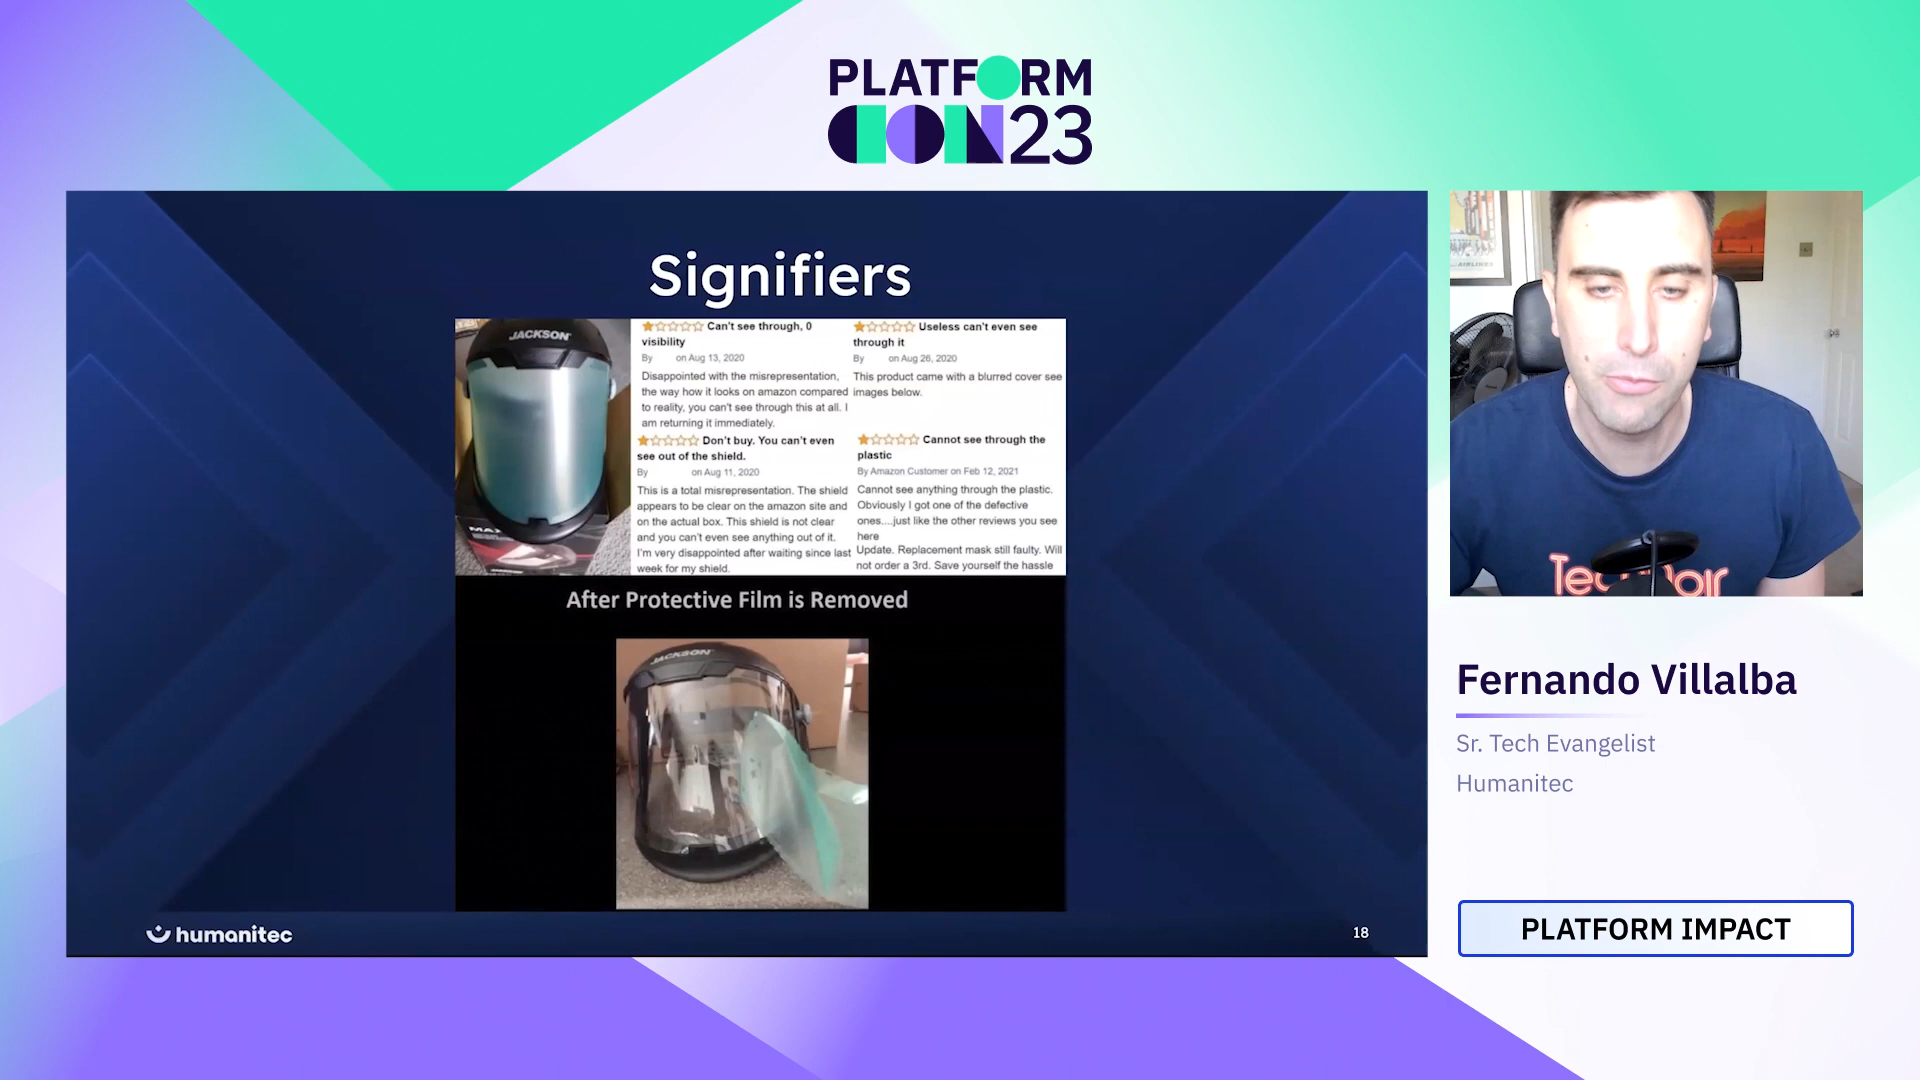 PLATFORM
CON23
Signifiers
JACKSON
Can't see through, 0
visibility
By on Aug 13, 2020
Disappointed with the misrepresentation,
the way how it looks on amazon compared
to reality, you can't see through this at all. I
am returning it immediately.
Useless can't even see
through it
By on Aug 26, 2020
This product came with a blurred cover see
images below.
Don't buy. You can't even
see out of the shield.
By on Aug 11, 2020
This is a total misrepresentation. The shield
appears to be clear on the amazon site and
on the actual box. This shield is not clear
and you can't even see anything out of it.
I'm very disappointed after waiting since last
week for my shield.
Cannot see through the
plastic
By Amazon Customer on Feb 12, 2021
Cannot see anything through the plastic.
Obviously I got one of the defective
ones....just like the other reviews you see
here
Update. Replacement mask still faulty. Will
not order a 3rd. Save yourself the hassle
After Protective Film is Removed
JACKSON
humanitec
18
AIRLINES
Fernando Villalba
Sr. Tech Evangelist
Humanitec
PLATFORM IMPACT